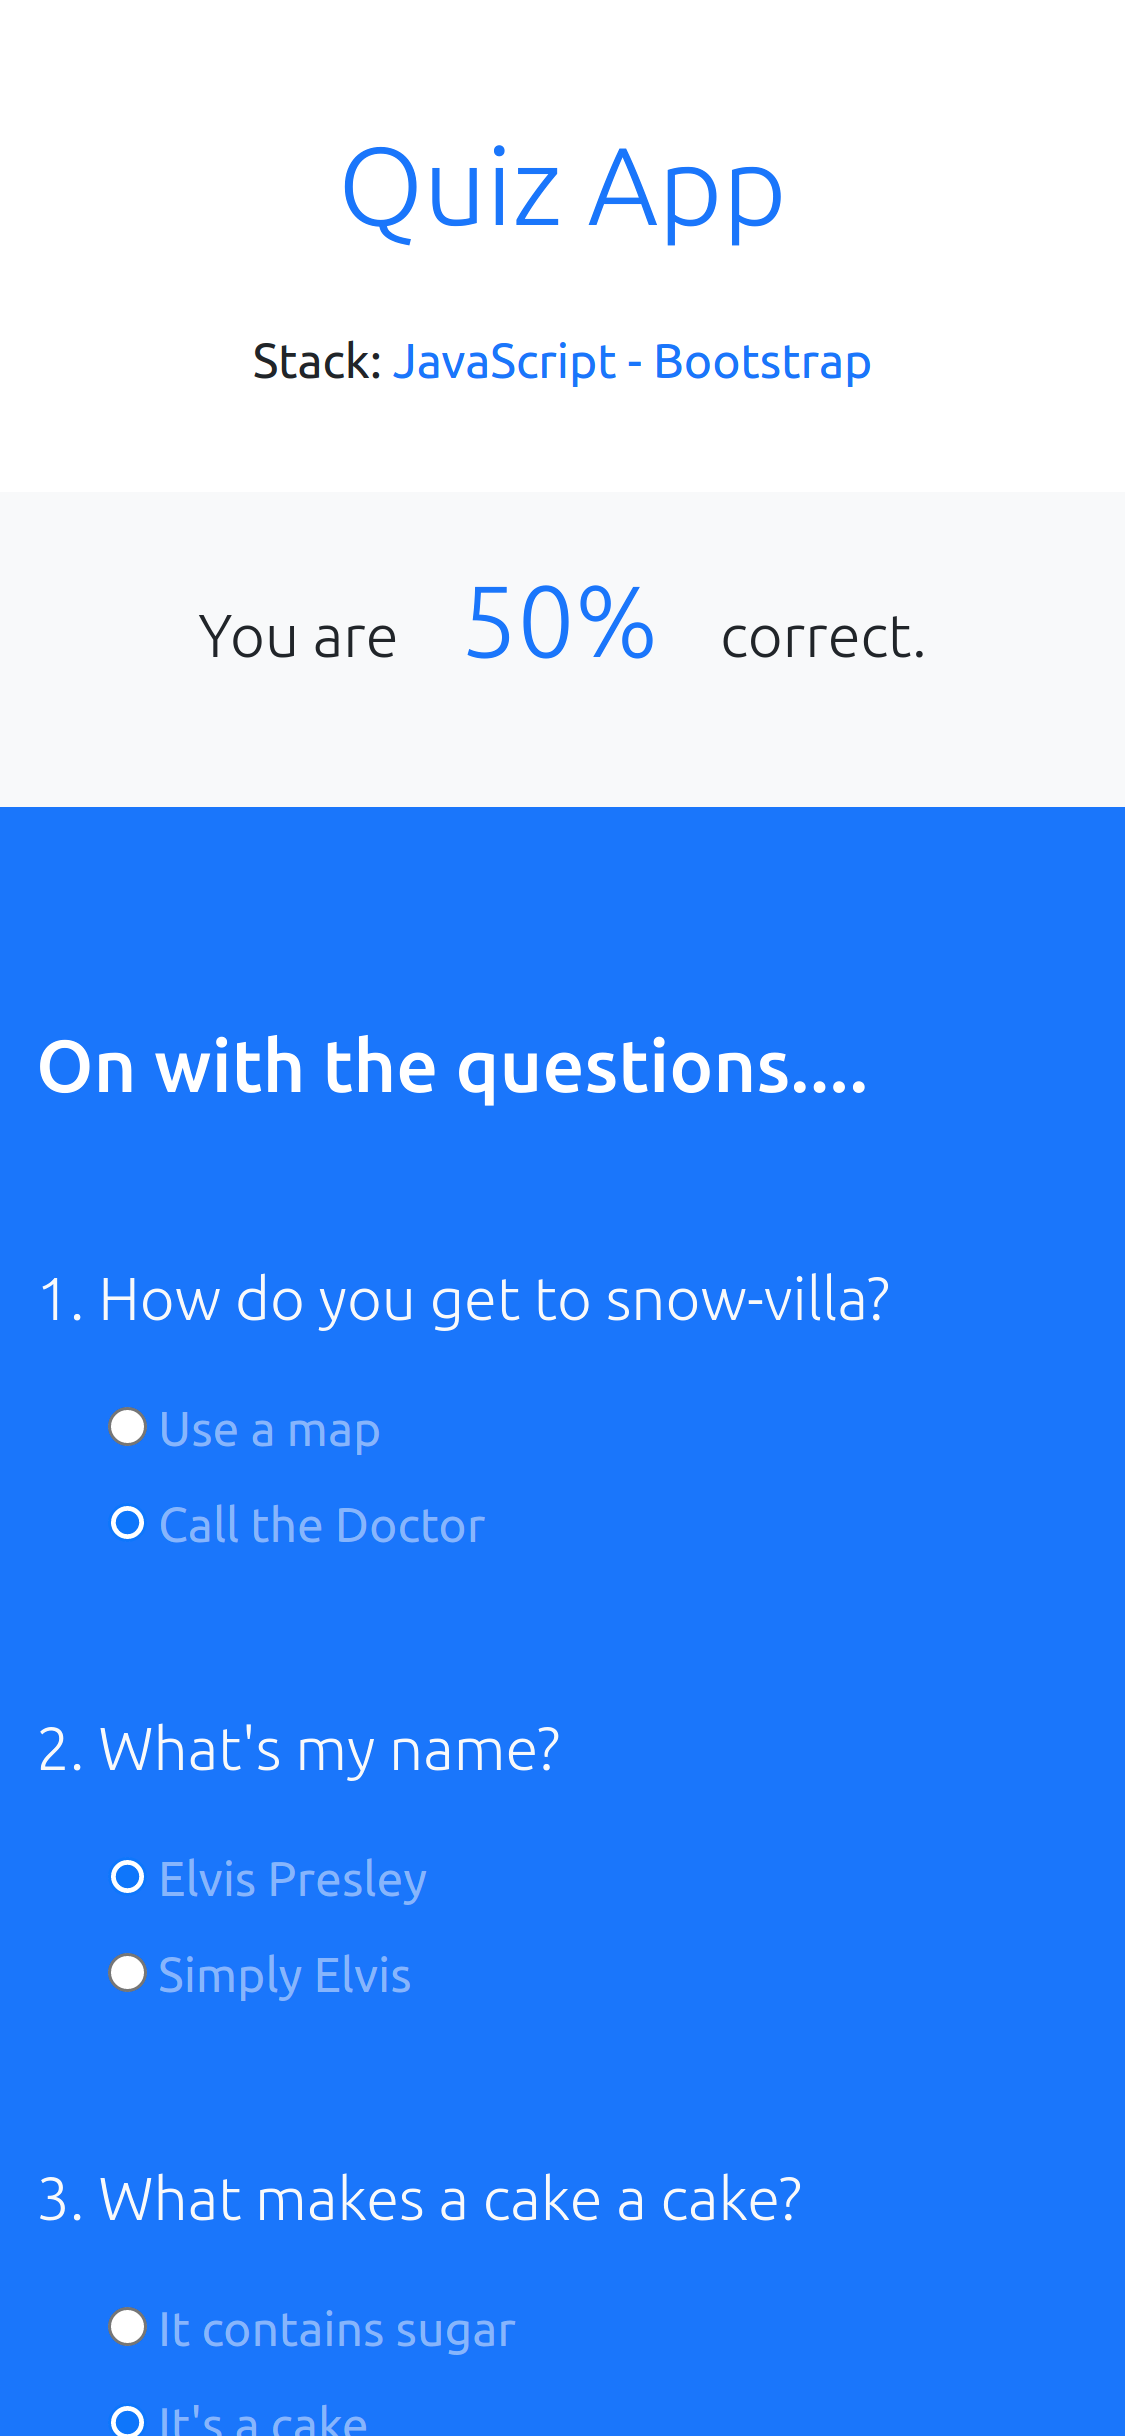 Quiz App
Stack: JavaScript - Bootstrap
You are 50% correct.
On with the questions....
1. How do you get to snow-villa?
Use a map
Call the Doctor
2. What's my name?
Elvis Presley
Simply Elvis
3. What makes a cake a cake?
It contains sugar
It's a cake